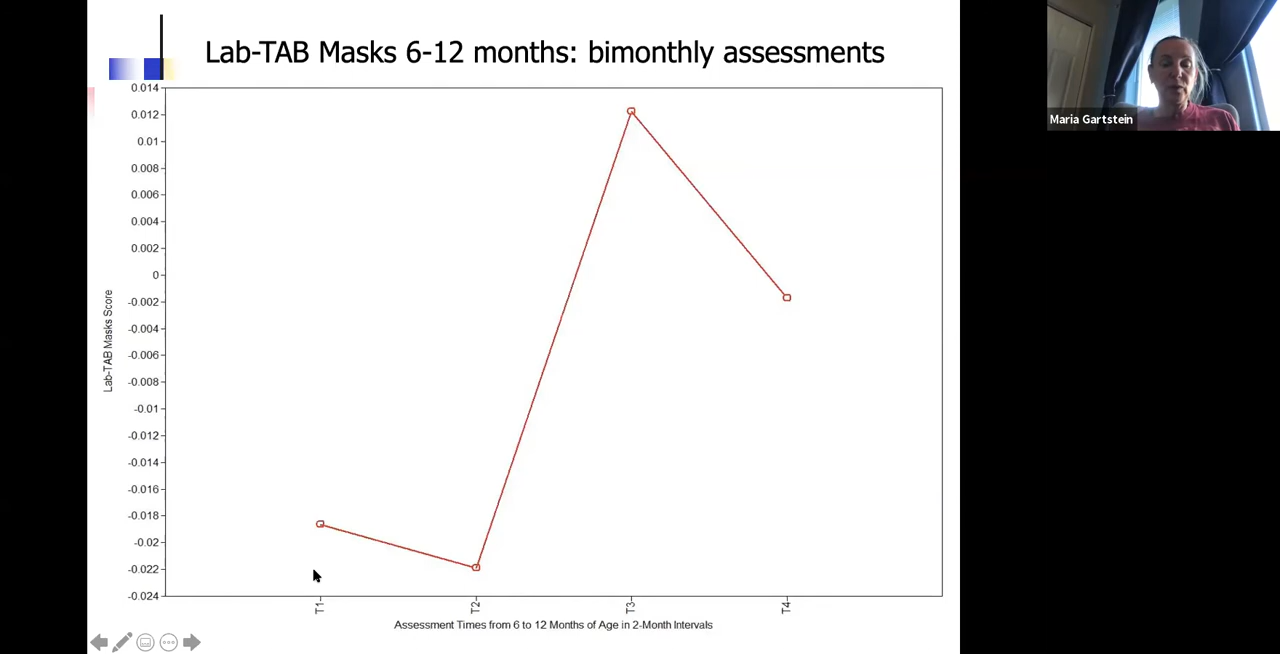 Lab-TAB Masks 6-12 months: bimonthly assessments
Maria Gartstein
0.014
0.012
0.01
0.008
0.006
0.004
0.002
0
-0.002
-0.004
-0.006
-0.008
-0.01
-0.012
-0.014
-0.016
-0.018
-0.02
-0.022
-0.024
Lab-TAB Masks Score
T1
T2
T3
T4
Assessment Times from 6 to 12 Months of Age in 2-Month Intervals